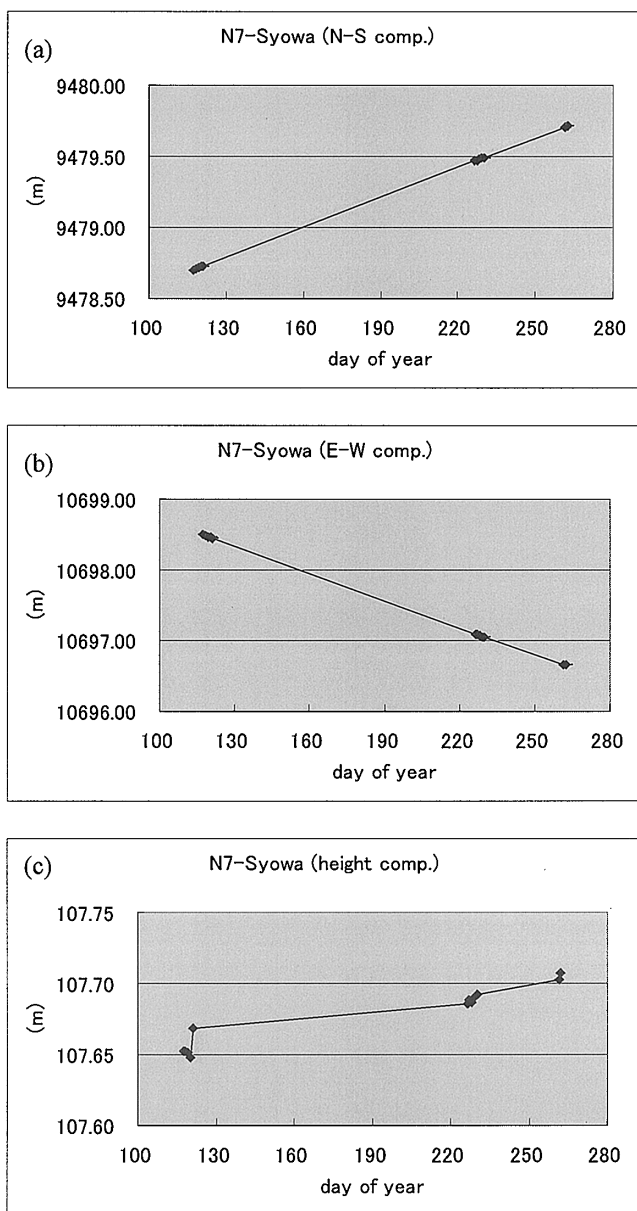 (a)
N7-Syowa (N-S comp.)
9480.00
9479.50
9479.00
9478.50
(m)
100 130 160 190 220 250 280
day of year
(b)
N7-Syowa (E-W comp.)
10699.00
10698.00
10697.00
10696.00
(m)
100 130 160 190 220 250 280
day of year
(c)
N7-Syowa (height comp.)
107.75
107.70
107.65
107.60
(m)
100 130 160 190 220 250 280
day of year